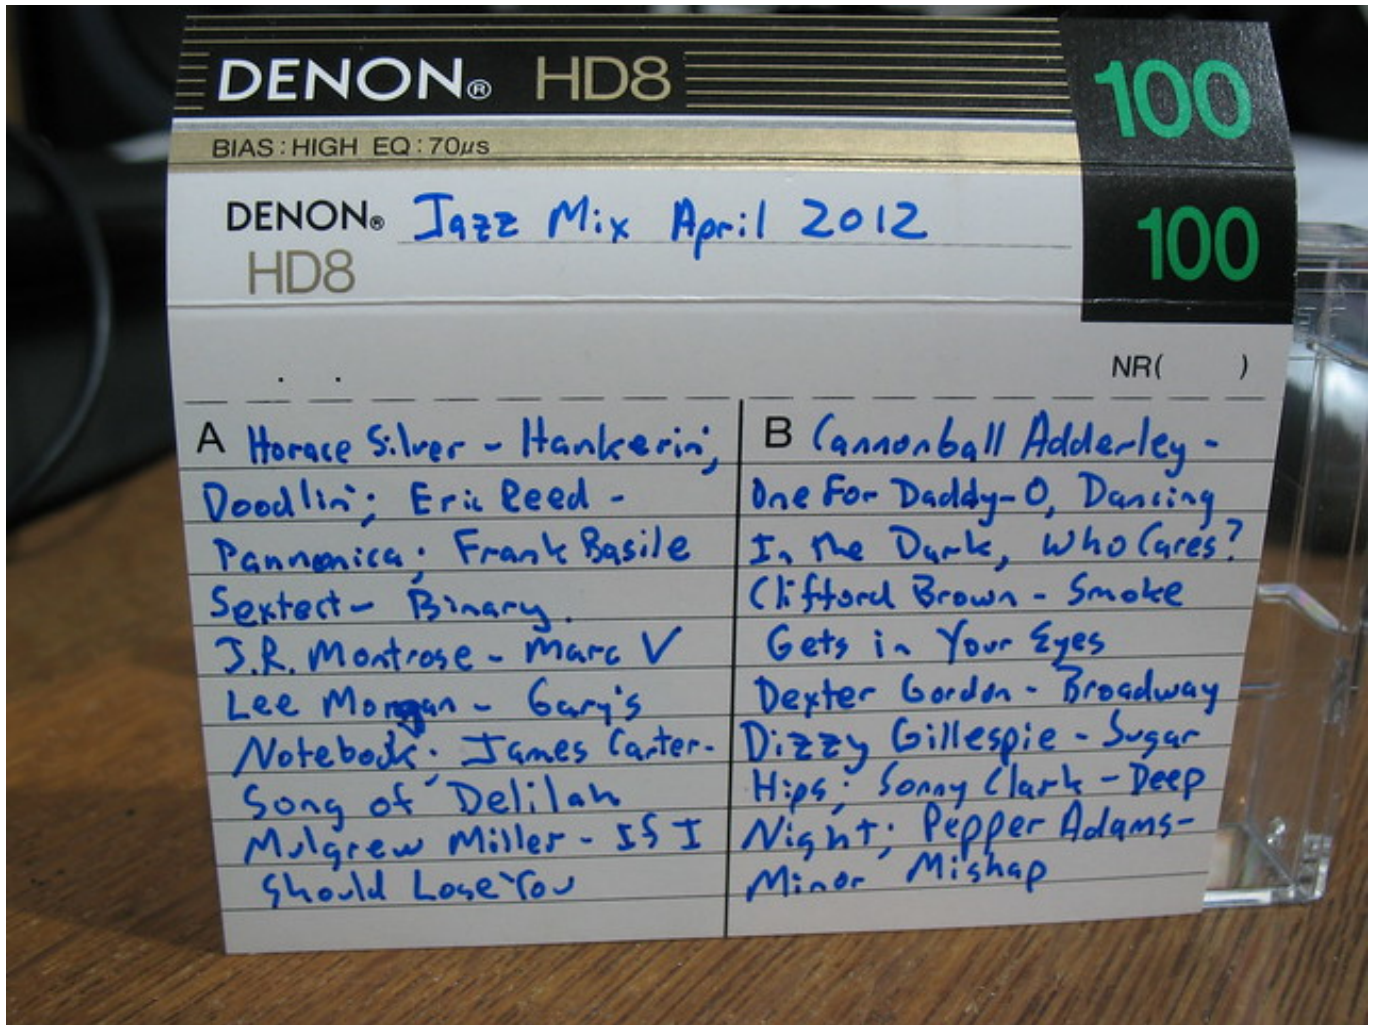 DENON® HD8 100
BIAS:HIGH EQ:70µs
DENON® Jazz Mix April 2012 100
HD8
NR( )
A Horace Silver - Hankerin',
Doodlin'; Eric Reed -
Pannonica; Frank Basile
Sextect - Binary.
J.R. Montrose - Marc V
Lee Morgan - Gary's
Notebook; James Carter-
Song of Delilah
Mulgrew Miller - IS I
Should Lose You
B Cannonball Adderley -
One For Daddy-O, Dancing
In the Dark, Who Cares?
Clifford Brown - Smoke
Gets in Your Eyes
Dexter Gordon - Broadway
Dizzy Gillespie - Sugar
Hips; Sonny Clark - Deep
Night; Pepper Adams-
Minor Mishap